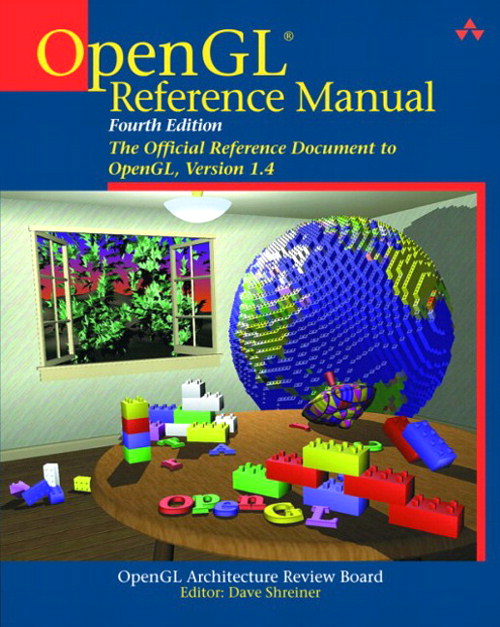 OpenGL®
Reference Manual
Fourth Edition
The Official Reference Document to
OpenGL, Version 1.4
OpenGL
OpenGL Architecture Review Board
Editor: Dave Shreiner